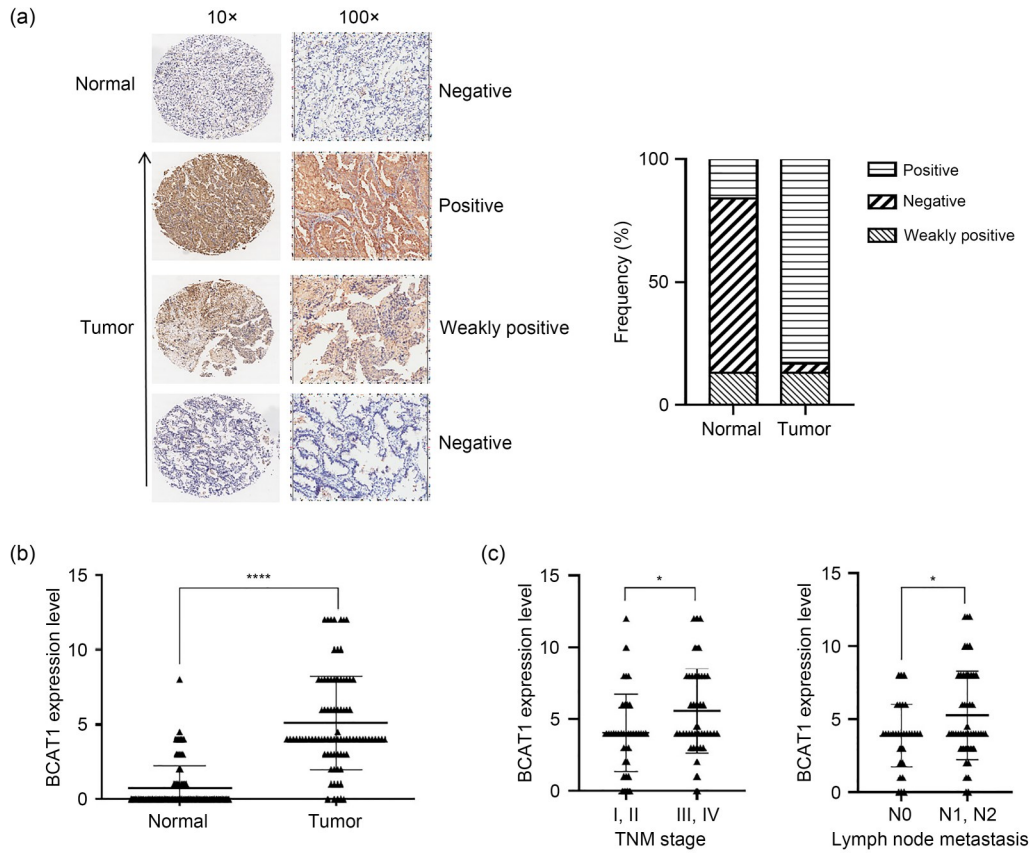 (a)
10× 100×
Normal
Negative
Positive
Tumor
Weakly positive
Negative
Frequency (%)
100
50
0
Normal Tumor
Positive
Negative
Weakly positive
(b)
BCAT1 expression level
15
10
5
0
****
Normal Tumor
(c)
BCAT1 expression level
15
10
5
0
*
I, II III, IV
TNM stage
BCAT1 expression level
15
10
5
0
*
N0 N1, N2
Lymph node metastasis